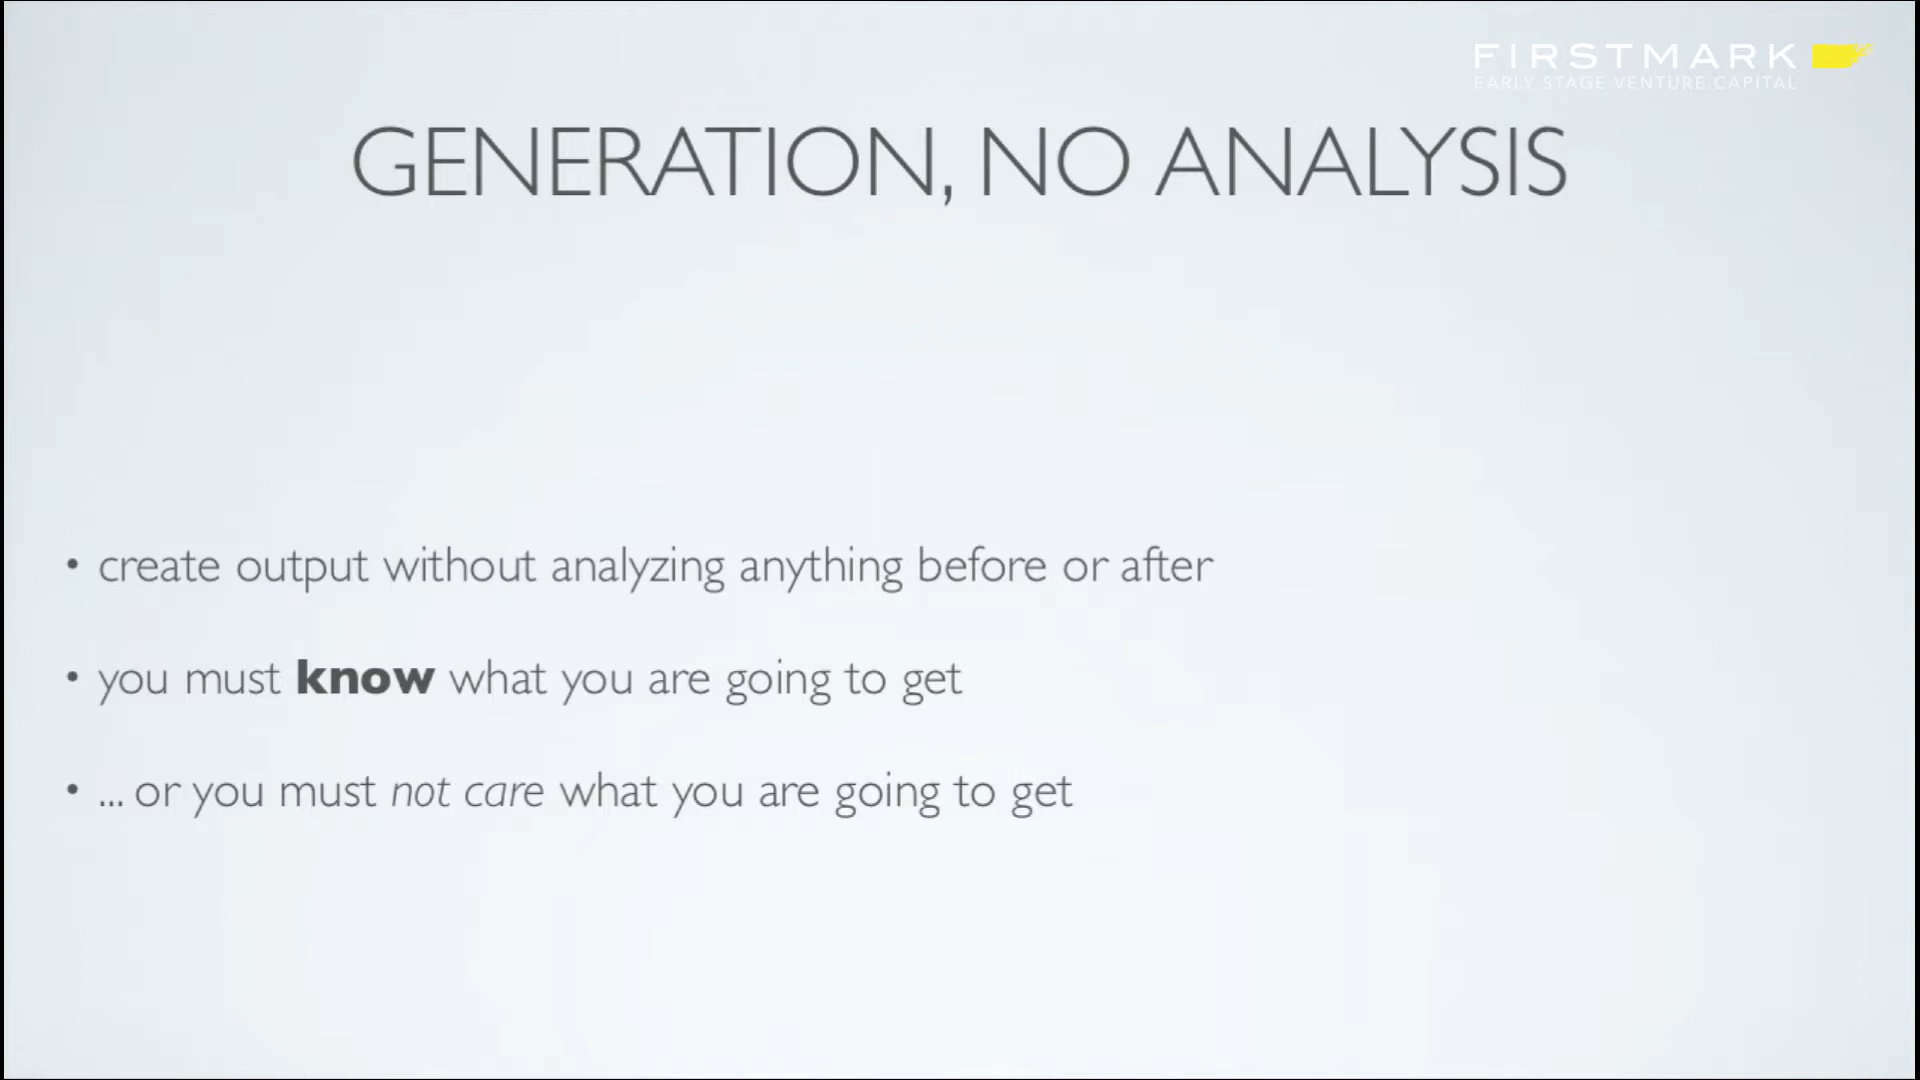 FIRSTMARK
EARLY STAGE VENTURE CAPITAL
GENERATION, NO ANALYSIS
• create output without analyzing anything before or after
• you must know what you are going to get
• ... or you must not care what you are going to get